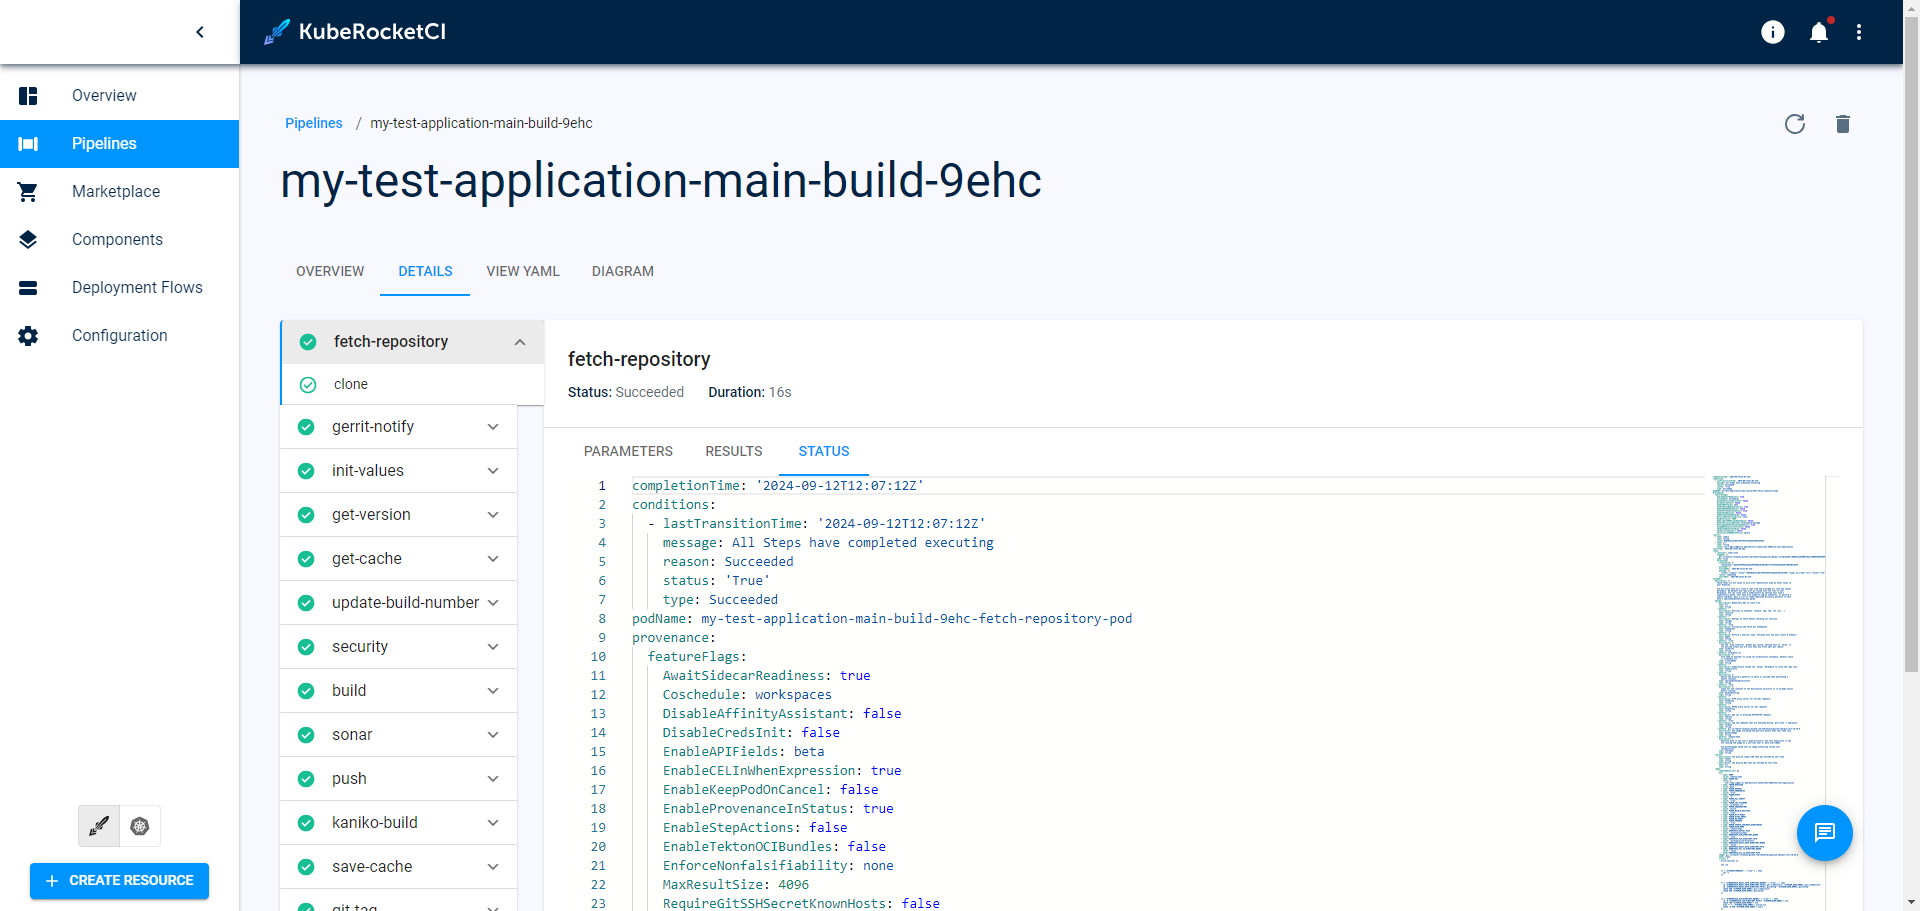 KubeRocketCI
Overview
Pipelines
Marketplace
Components
Deployment Flows
Configuration
CREATE RESOURCE
Pipelines / my-test-application-main-build-9ehc
my-test-application-main-build-9ehc
OVERVIEW DETAILS VIEW YAML DIAGRAM
fetch-repository
clone
gerrit-notify
init-values
get-version
get-cache
update-build-number
security
build
sonar
push
kaniko-build
save-cache
git-tag
fetch-repository
Status: Succeeded Duration: 16s
PARAMETERS RESULTS STATUS
1 completionTime: '2024-09-12T12:07:12Z'
2 conditions:
3 - lastTransitionTime: '2024-09-12T12:07:12Z'
4 message: All Steps have completed executing
5 reason: Succeeded
6 status: 'True'
7 type: Succeeded
8 podName: my-test-application-main-build-9ehc-fetch-repository-pod
9 provenance:
10 featureFlags:
11 AwaitSidecarReadiness: true
12 Coschedule: workspaces
13 DisableAffinityAssistant: false
14 DisableCredsInit: false
15 EnableAPIFields: beta
16 EnableCELInWhenExpression: true
17 EnableKeepPodOnCancel: false
18 EnableProvenanceInStatus: true
19 EnableStepActions: false
20 EnableTektonOCIBundles: false
21 EnforceNonfalsifiability: none
22 MaxResultSize: 4096
23 RequireGitSSHSecretKnownHosts: false